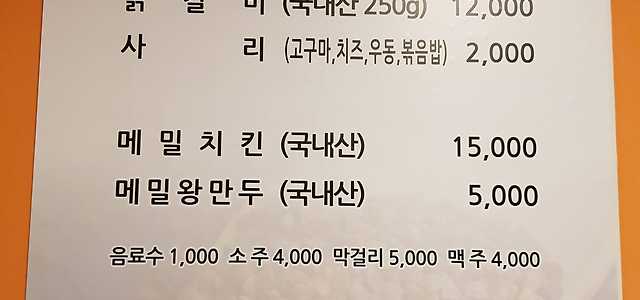 닭 갈 비 (국내산 250g) 12,000
사 리 (고구마,치즈,우동,볶음밥) 2,000
메 밀 치 킨 (국내산) 15,000
메밀왕만두 (국내산) 5,000
음료수 1,000 소 주 4,000 막걸리 5,000 맥 주 4,000